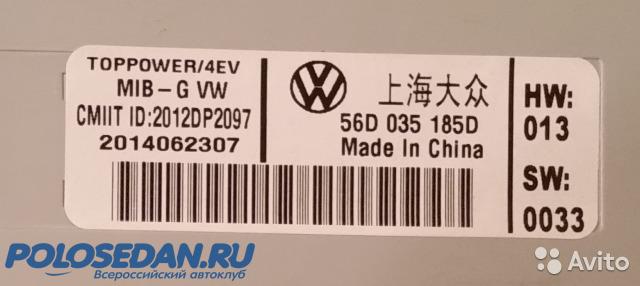 TOPPOWER/4EV
MIB-G VW
CMIIT ID:2012DP2097
2014062307
上海大众
56D 035 185D
Made In China
HW:
013
SW:
0033
POLOSEDAN.RU
Всероссийский автоклуб
Avito